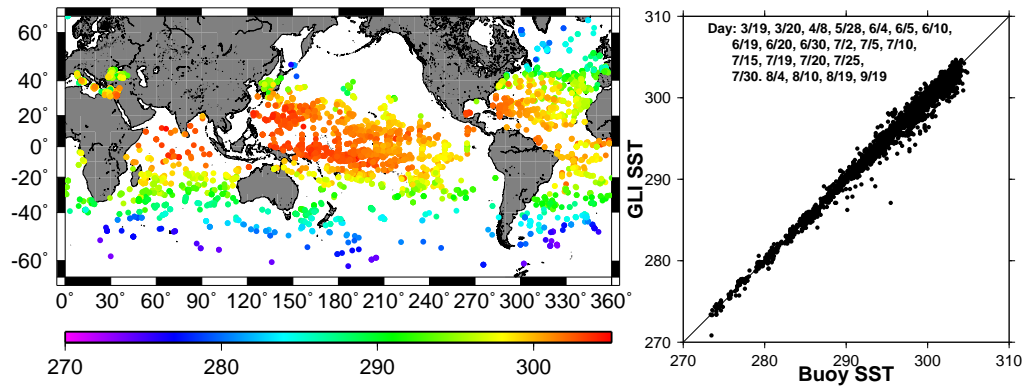 60˚
40˚
20˚
0˚
-20˚
-40˚
-60˚
0˚ 30˚ 60˚ 90˚ 120˚ 150˚ 180˚ 210˚ 240˚ 270˚ 300˚ 330˚ 360˚
270 280 290 300
310
300
290
280
270
GLI SST
Day: 3/19, 3/20, 4/8, 5/28, 6/4, 6/5, 6/10,
6/19, 6/20, 6/30, 7/2, 7/5, 7/10,
7/15, 7/19, 7/20, 7/25,
7/30. 8/4, 8/10, 8/19, 9/19
270 280 290 300 310
Buoy SST